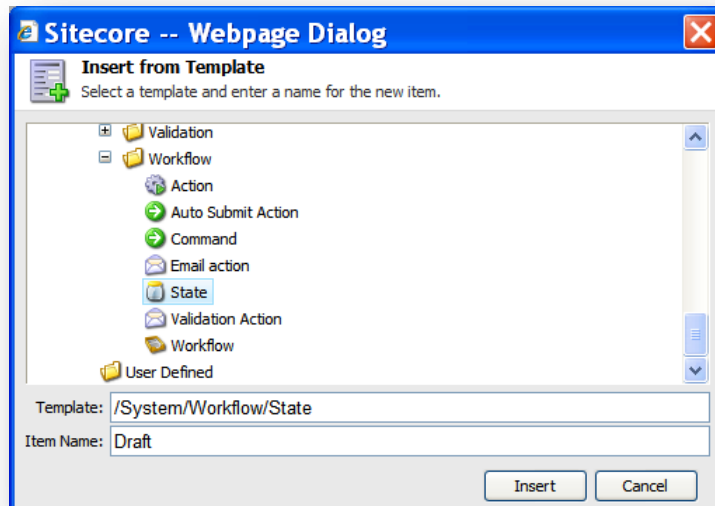 Sitecore -- Webpage Dialog
Insert from Template
Select a template and enter a name for the new item.
Validation
Workflow
Action
Auto Submit Action
Command
Email action
State
Validation Action
Workflow
User Defined
Template: /System/Workflow/State
Item Name: Draft
Insert Cancel